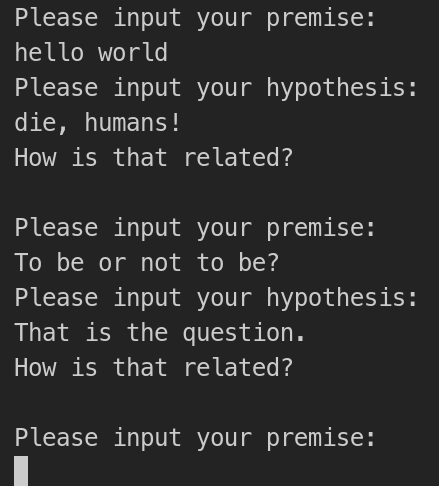 Please input your premise:
hello world
Please input your hypothesis:
die, humans!
How is that related?

Please input your premise:
To be or not to be?
Please input your hypothesis:
That is the question.
How is that related?

Please input your premise: